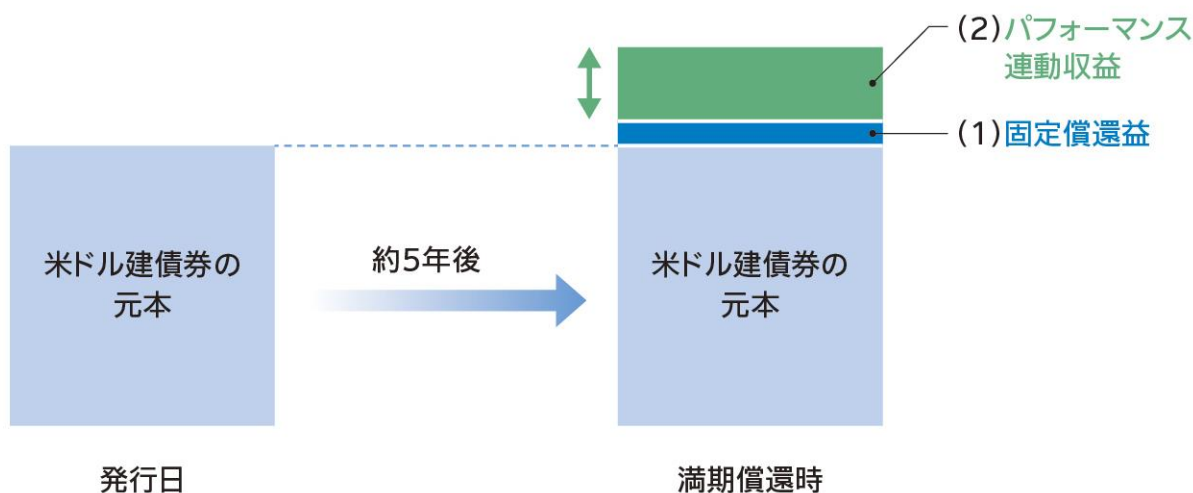 (2)パフォーマンス
連動収益
(1)固定償還益
米ドル建債券の
元本
約5年後
米ドル建債券の
元本
発行日
満期償還時